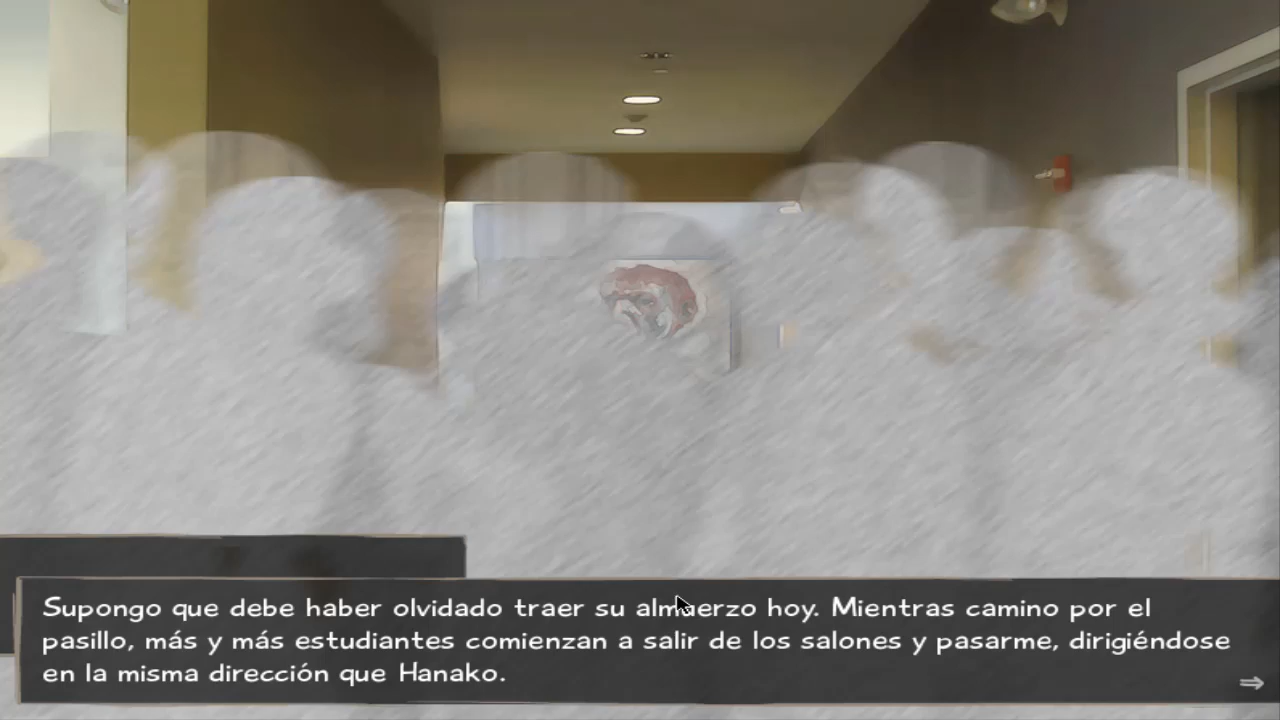 Supongo que debe haber olvidado traer su almuerzo hoy. Mientras camino por el
pasillo, más y más estudiantes comienzan a salir de los salones y pasarme, dirigiéndose
en la misma dirección que Hanako.